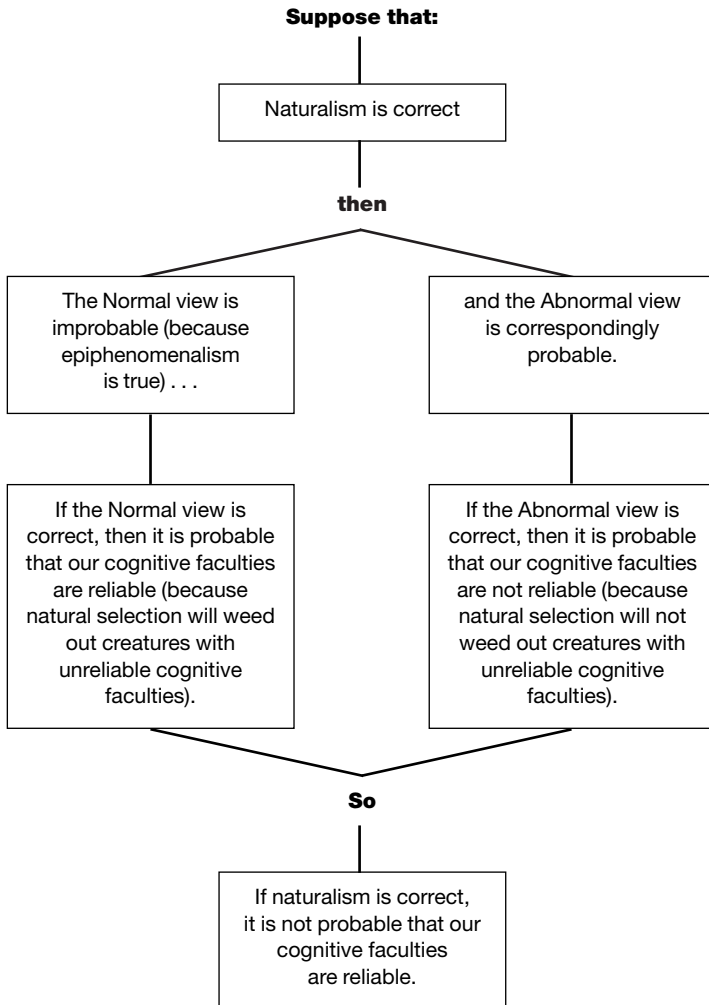 Suppose that:
Naturalism is correct
then
The Normal view is
improbable (because
epiphenomenalism
is true) . . .
and the Abnormal view
is correspondingly
probable.
If the Normal view is
correct, then it is probable
that our cognitive faculties
are reliable (because
natural selection will weed
out creatures with
unreliable cognitive
faculties).
If the Abnormal view is
correct, then it is probable
that our cognitive faculties
are not reliable (because
natural selection will not
weed out creatures with
unreliable cognitive
faculties).
So
If naturalism is correct,
it is not probable that our
cognitive faculties
are reliable.